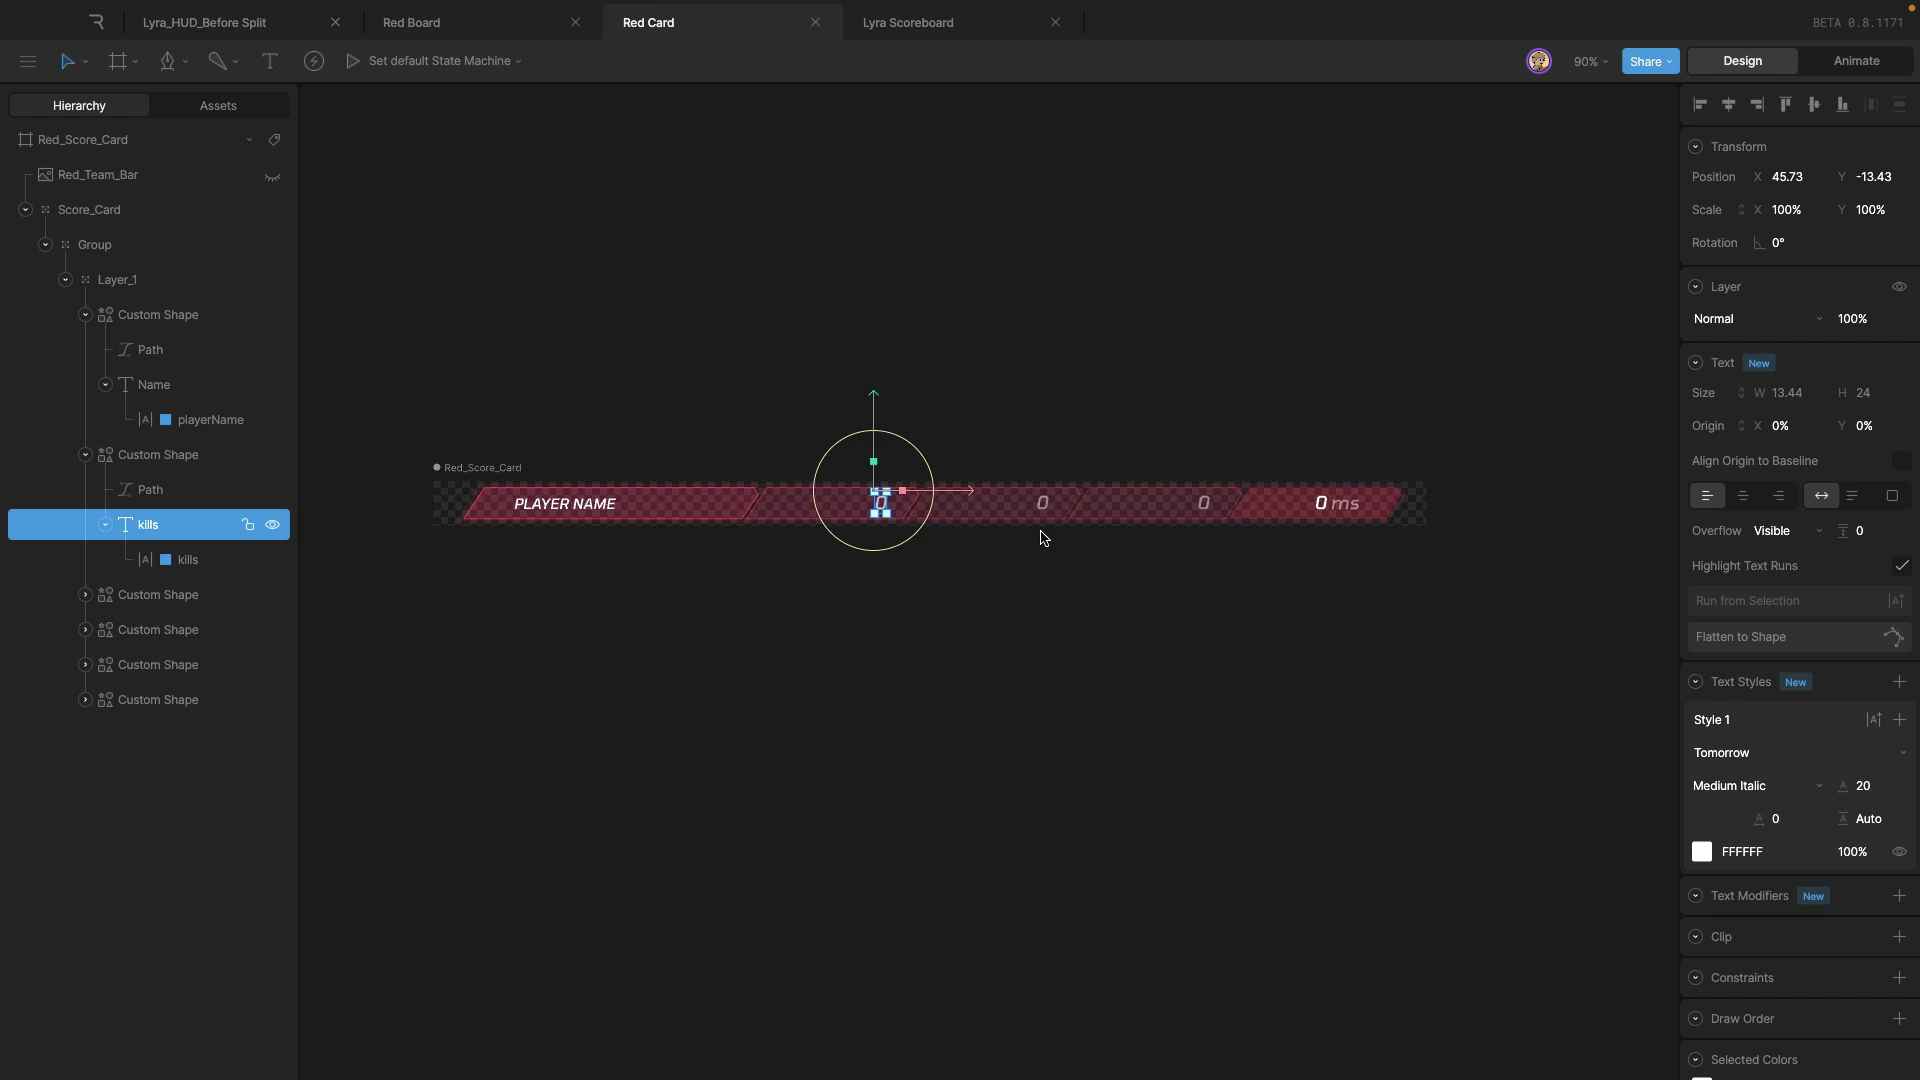 Lyra_HUD_Before Split
Red Board
Red Card
Lyra Scoreboard
BETA 0.8.1171
Set default State Machine
90%
Share
Design
Animate
Hierarchy
Assets
Red_Score_Card
Red_Team_Bar
Score_Card
Group
Layer_1
Custom Shape
Path
Name
playerName
Custom Shape
Path
kills
kills
Custom Shape
Custom Shape
Custom Shape
Custom Shape
Red_Score_Card
PLAYER NAME
0
0
0
0 ms
Transform
Position X 45.73 Y -13.43
Scale X 100% Y 100%
Rotation 0°
Layer
Normal 100%
Text New
Size W 13.44 H 24
Origin X 0% Y 0%
Align Origin to Baseline
Overflow Visible 0
Highlight Text Runs
Run from Selection
Flatten to Shape
Text Styles New
Style 1
Tomorrow
Medium Italic 20
0 Auto
FFFFFF 100%
Text Modifiers New
Clip
Constraints
Draw Order
Selected Colors